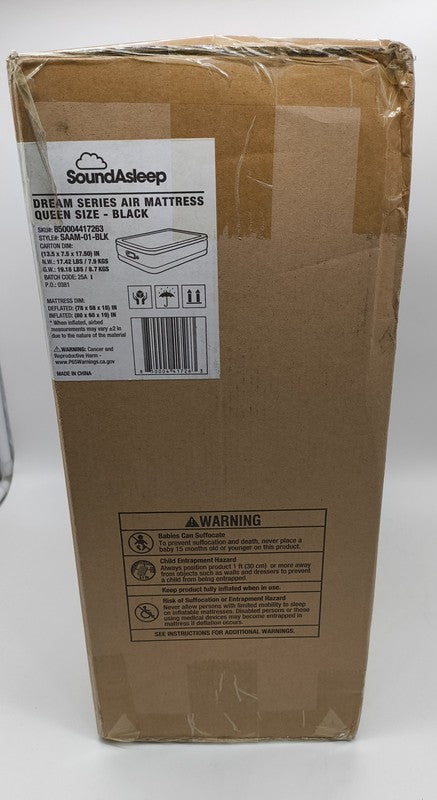 SoundAsleep
DREAM SERIES AIR MATTRESS
QUEEN SIZE - BLACK
SKU#: 850004417263
STYLE#: SAAM-01-BLK
CARTON DIM:
(13.5 x 7.5 x 17.50) IN
N.W.: 17.42 LBS / 7.9 KGS
G.W.: 19.18 LBS / 8.7 KGS
BATCH CODE: 25A I
P.O.: 0381
MATTRESS DIM:
DEFLATED: (78 x 58 x 18) IN
INFLATED: (80 x 60 x 19) IN
* When inflated, airbed
measurements may vary ±2 in
due to the nature of the material
WARNING: Cancer and
Reproductive Harm -
www.P65Warnings.ca.gov
MADE IN CHINA
8 50004 41726 3
WARNING
Babies Can Suffocate
To prevent suffocation and death, never place a
baby 15 months old or younger on this product.
Child Entrapment Hazard
Always position product 1 ft (30 cm) or more away
from objects such as walls and dressers to prevent
a child from being entrapped.
Keep product fully inflated when in use.
Risk of Suffocation or Entrapment Hazard
Never allow persons with limited mobility to sleep
on inflatable mattresses. Disabled persons or those
using medical devices may become entrapped in
mattress if deflation occurs.
SEE INSTRUCTIONS FOR ADDITIONAL WARNINGS.